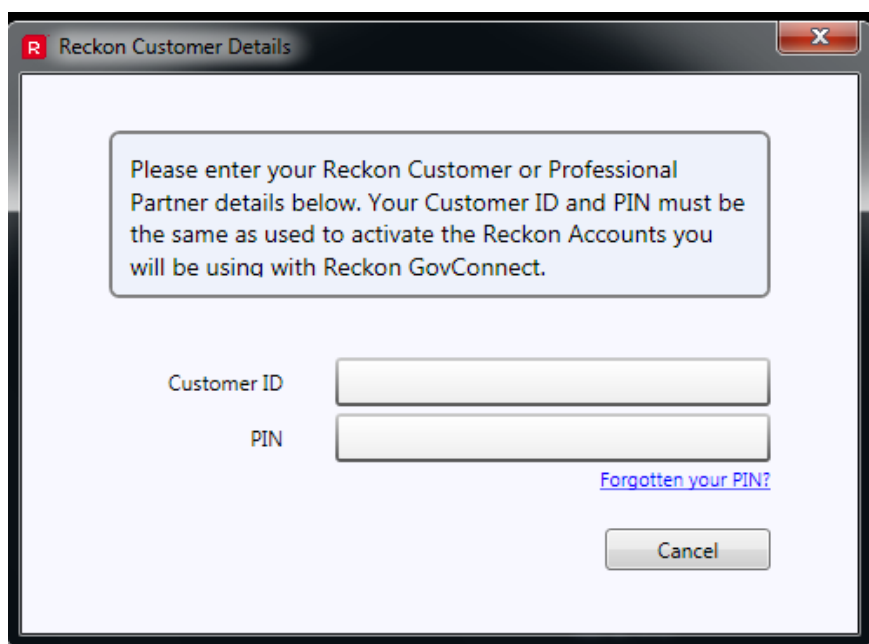 R Reckon Customer Details
X
Please enter your Reckon Customer or Professional
Partner details below. Your Customer ID and PIN must be
the same as used to activate the Reckon Accounts you
will be using with Reckon GovConnect.
Customer ID
PIN
Forgotten your PIN?
Cancel